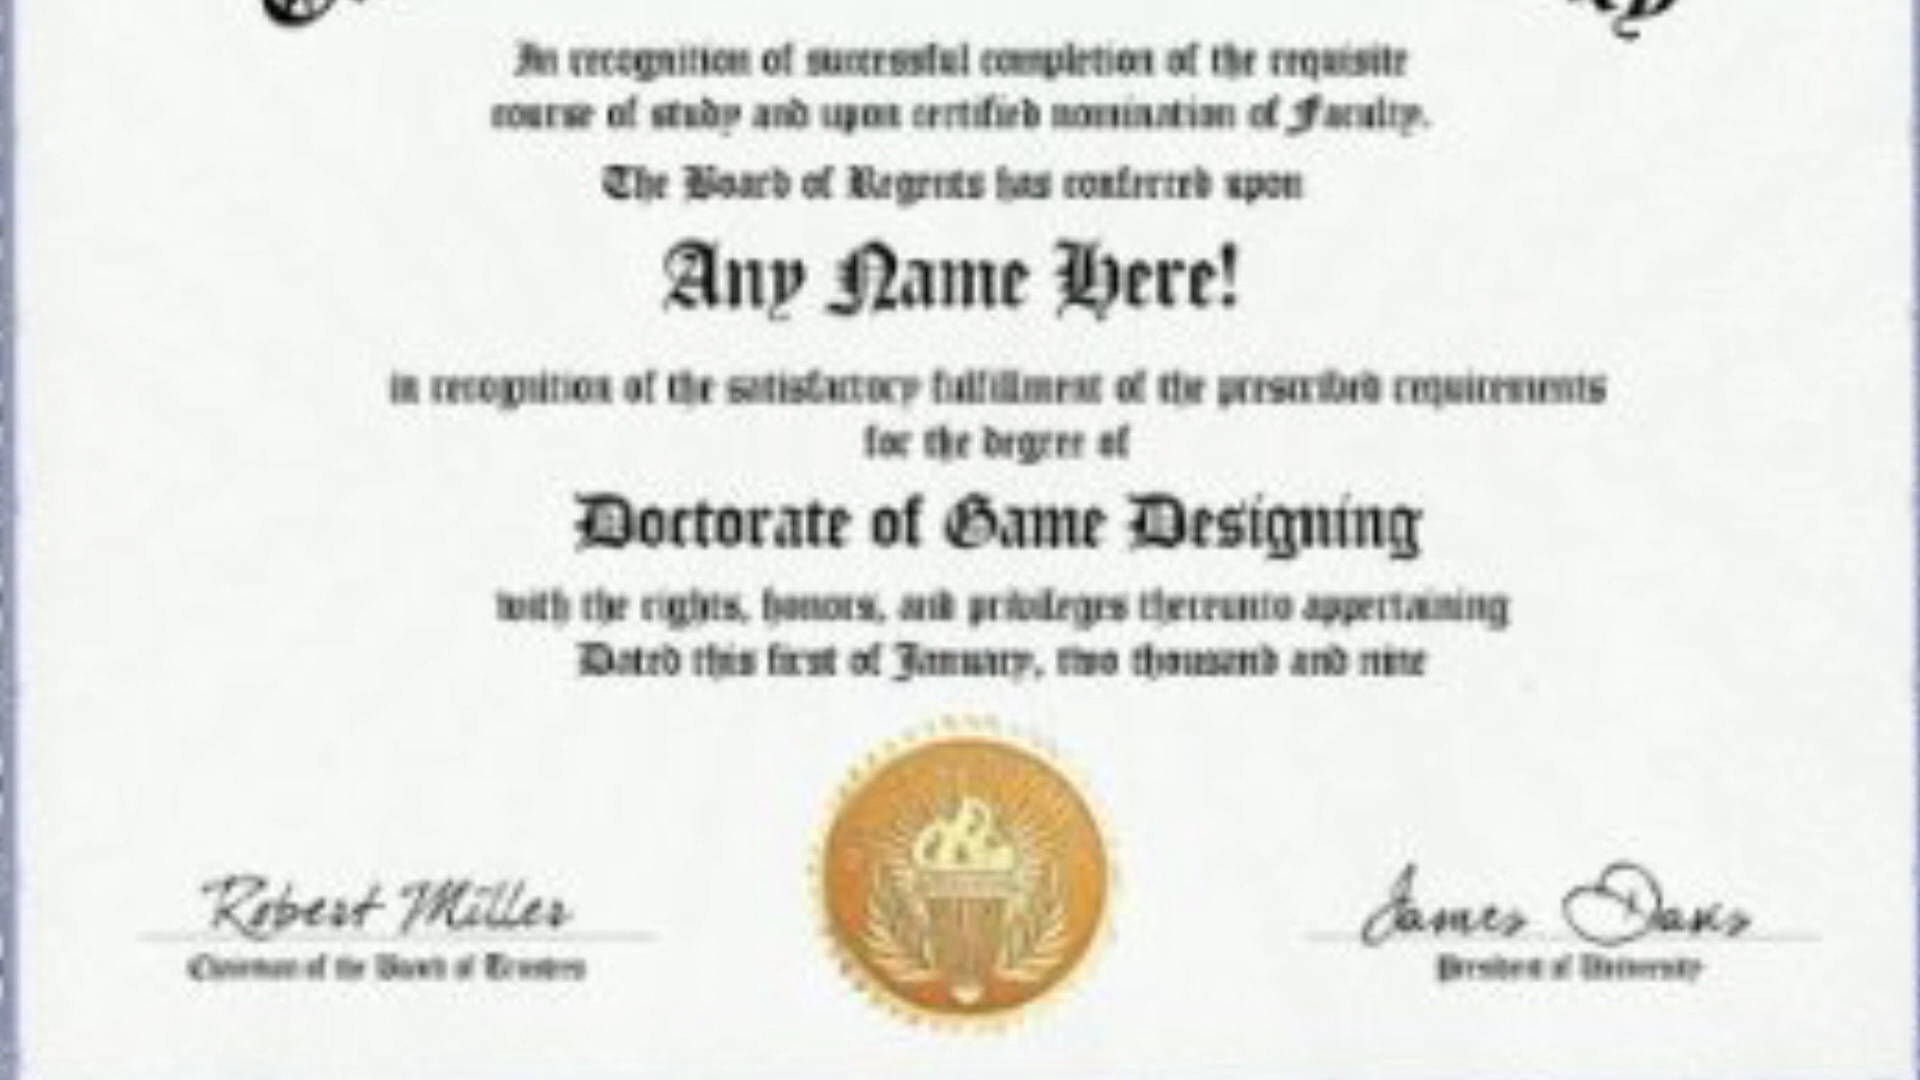 In recognition of successful completion of the requisite
course of study and upon certified nomination of Faculty.
The Board of Regents has conferred upon
Any Name Here!
in recognition of the satisfactory fulfillment of the prescribed requirements
for the degree of
Doctorate of Game Designing
with the rights, honors, and privileges thereunto appertaining
Dated this first of January, two thousand and nine
Robert Miller
James Davis
Chairman of the Board of Trustees
President of University